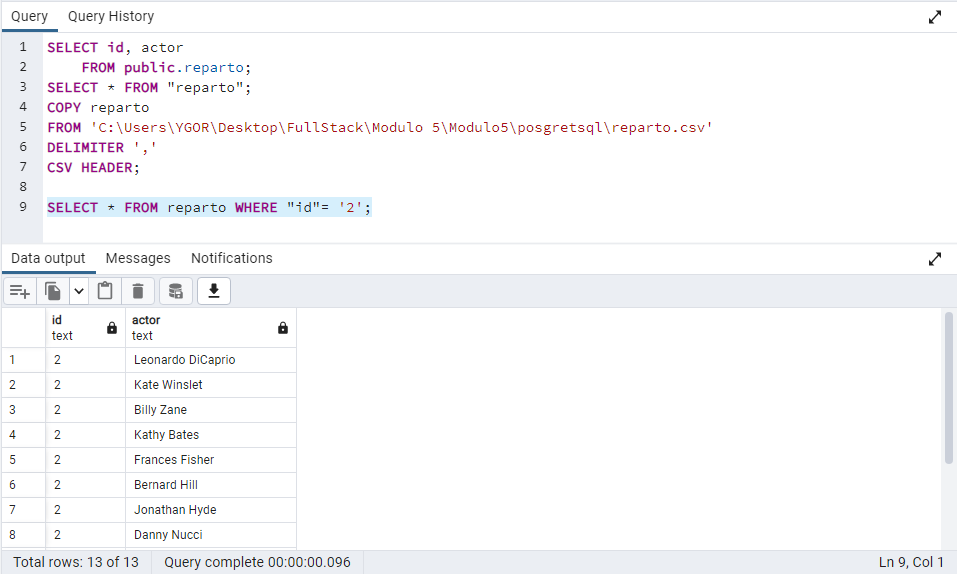 Query Query History
1 SELECT id, actor
2 FROM public.reparto;
3 SELECT * FROM "reparto";
4 COPY reparto
5 FROM 'C:\Users\YGOR\Desktop\FullStack\Modulo 5\Modulo5\posgretsql\reparto.csv'
6 DELIMITER ','
7 CSV HEADER;
8
9 SELECT * FROM reparto WHERE "id"= '2';
Data output Messages Notifications
id actor
text text
1 2 Leonardo DiCaprio
2 2 Kate Winslet
3 2 Billy Zane
4 2 Kathy Bates
5 2 Frances Fisher
6 2 Bernard Hill
7 2 Jonathan Hyde
8 2 Danny Nucci
Total rows: 13 of 13 Query complete 00:00:00.096 Ln 9, Col 1